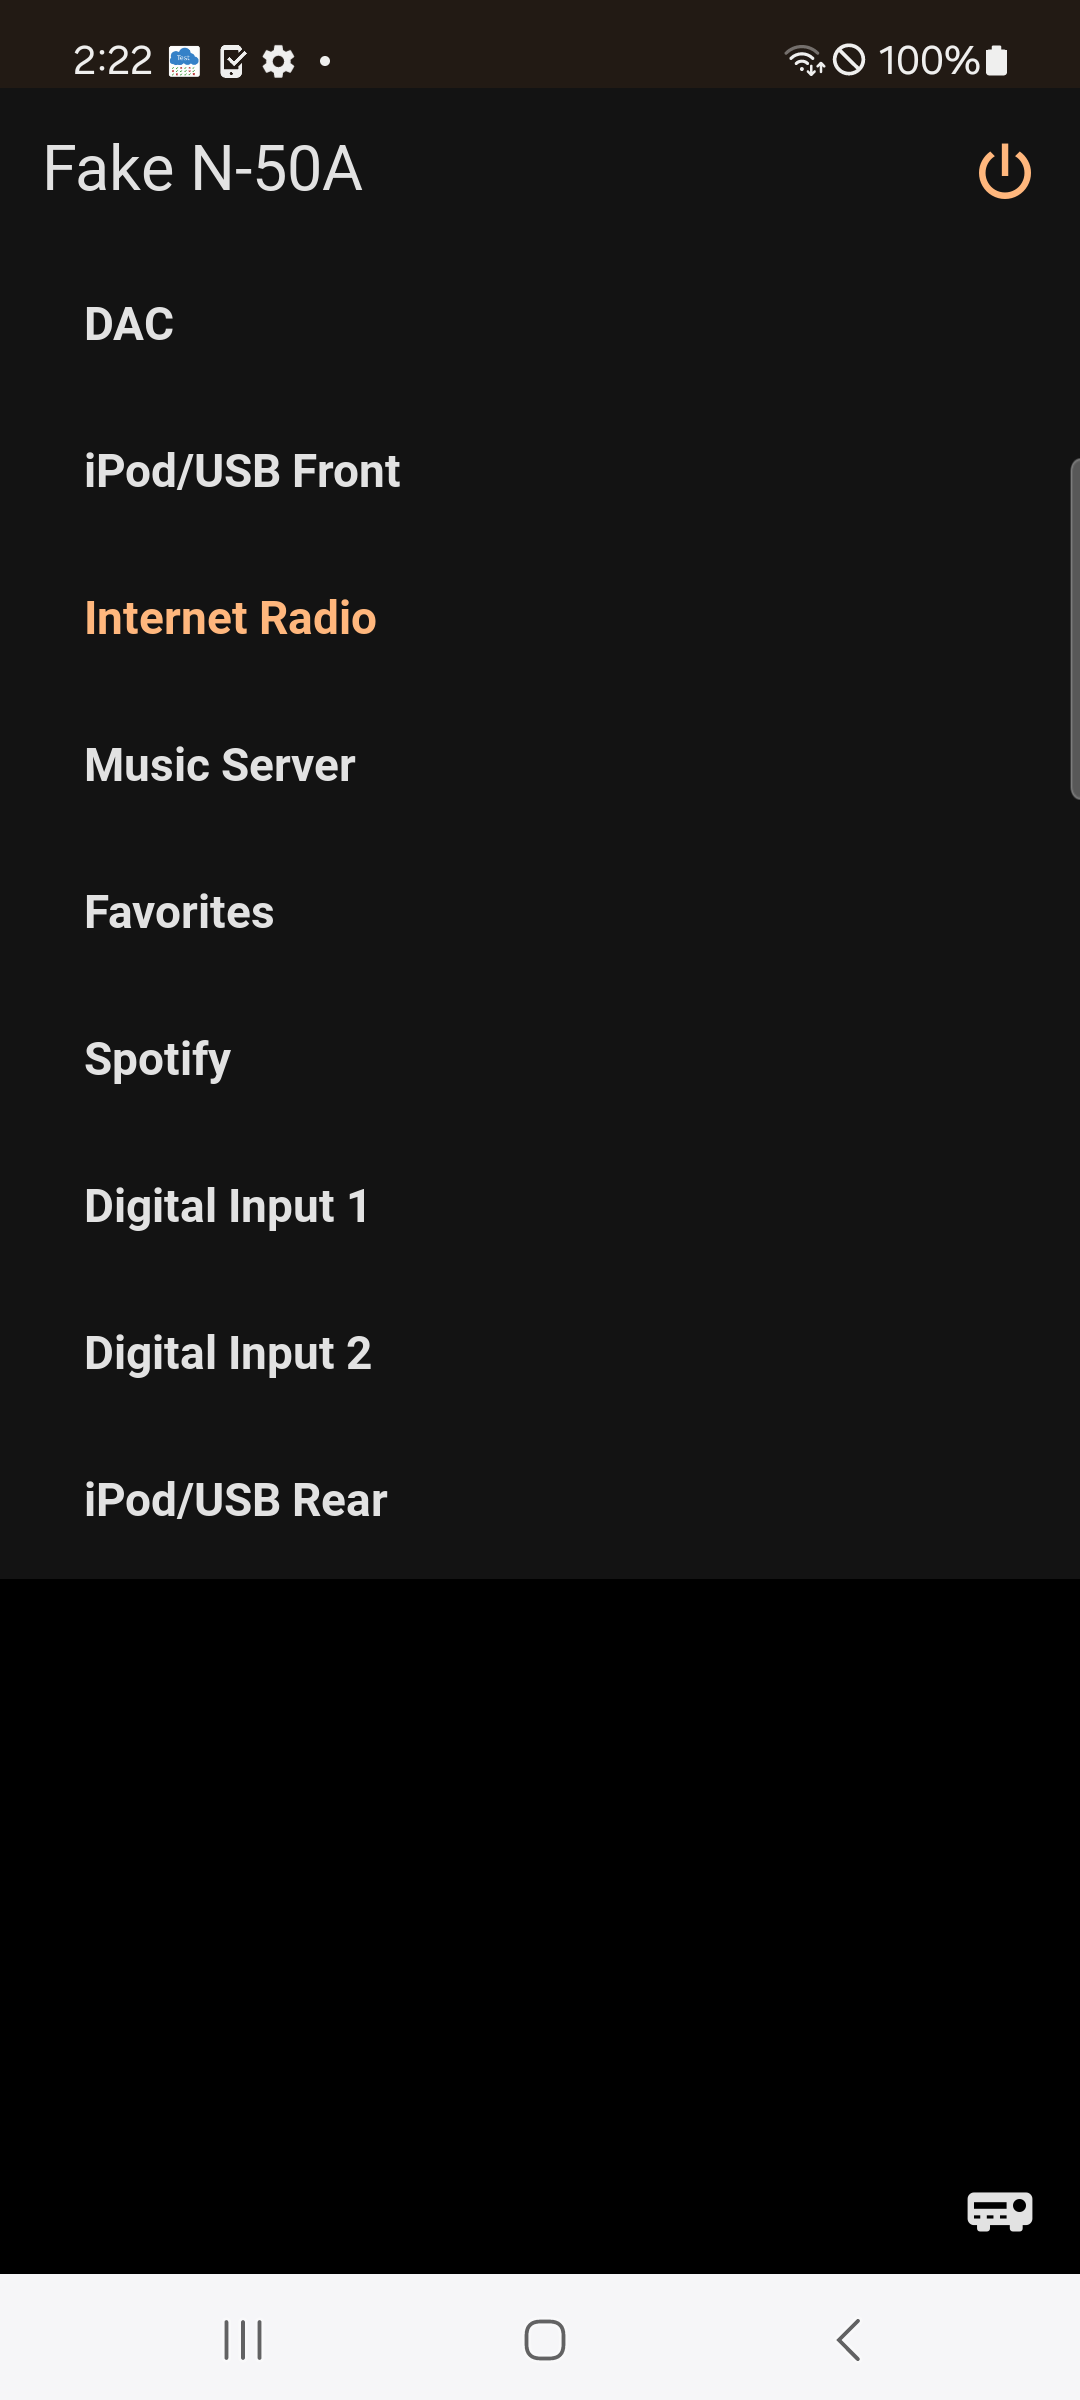 2:22
100%
Fake N-50A
DAC
iPod/USB Front
Internet Radio
Music Server
Favorites
Spotify
Digital Input 1
Digital Input 2
iPod/USB Rear